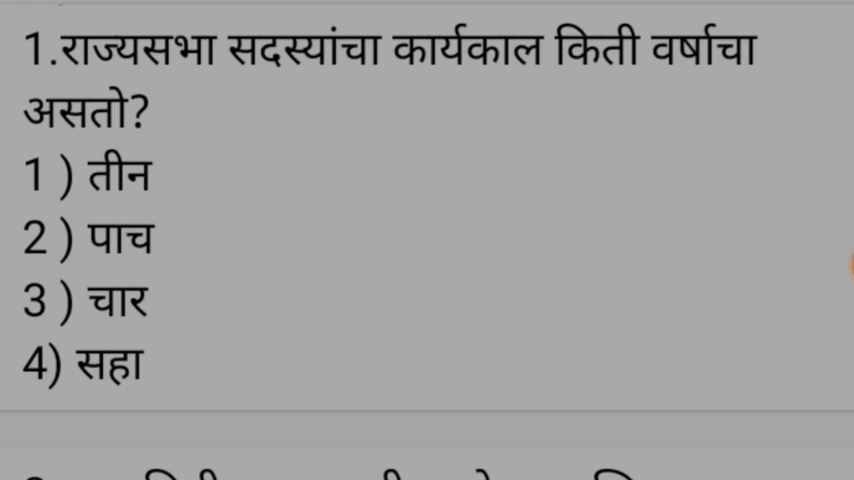 1.राज्यसभा सदस्यांचा कार्यकाल किती वर्षाचा
असतो?
1 ) तीन
2 ) पाच
3 ) चार
4) सहा